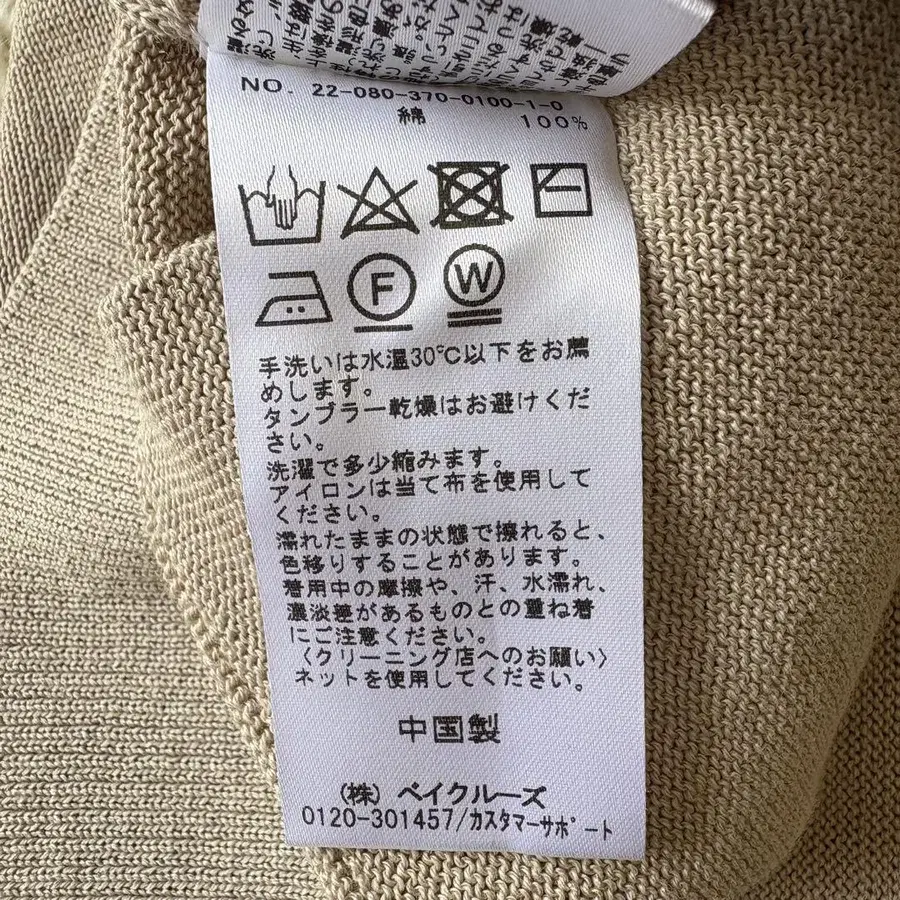 NO. 22-080-370-0100-1-0
綿 100%
F W
手洗いは水温30℃以下をお薦
めします。
タンブラー乾燥はお避けくだ
さい。
洗濯で多少縮みます。
アイロンは当て布を使用して
ください。
濡れたままの状態で擦れると、
色移りすることがあります。
着用中の摩擦や、汗、水濡れ、
濃淡差があるものとの重ね着
にご注意ください。
〈クリーニング店へのお願い〉
ネットを使用してください。
中国製
(株) ベイクルーズ
0120-301457/カスタマーサポート